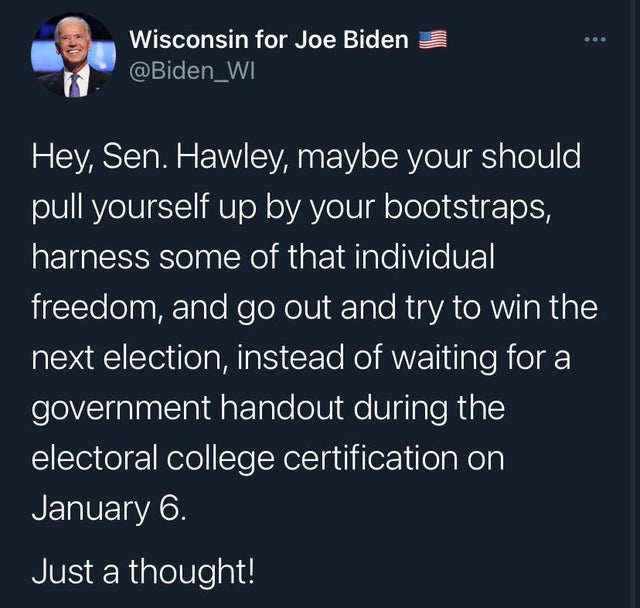 Wisconsin for Joe Biden 🇺🇸
@Biden_WI
Hey, Sen. Hawley, maybe your should
pull yourself up by your bootstraps,
harness some of that individual
freedom, and go out and try to win the
next election, instead of waiting for a
government handout during the
electoral college certification on
January 6.
Just a thought!